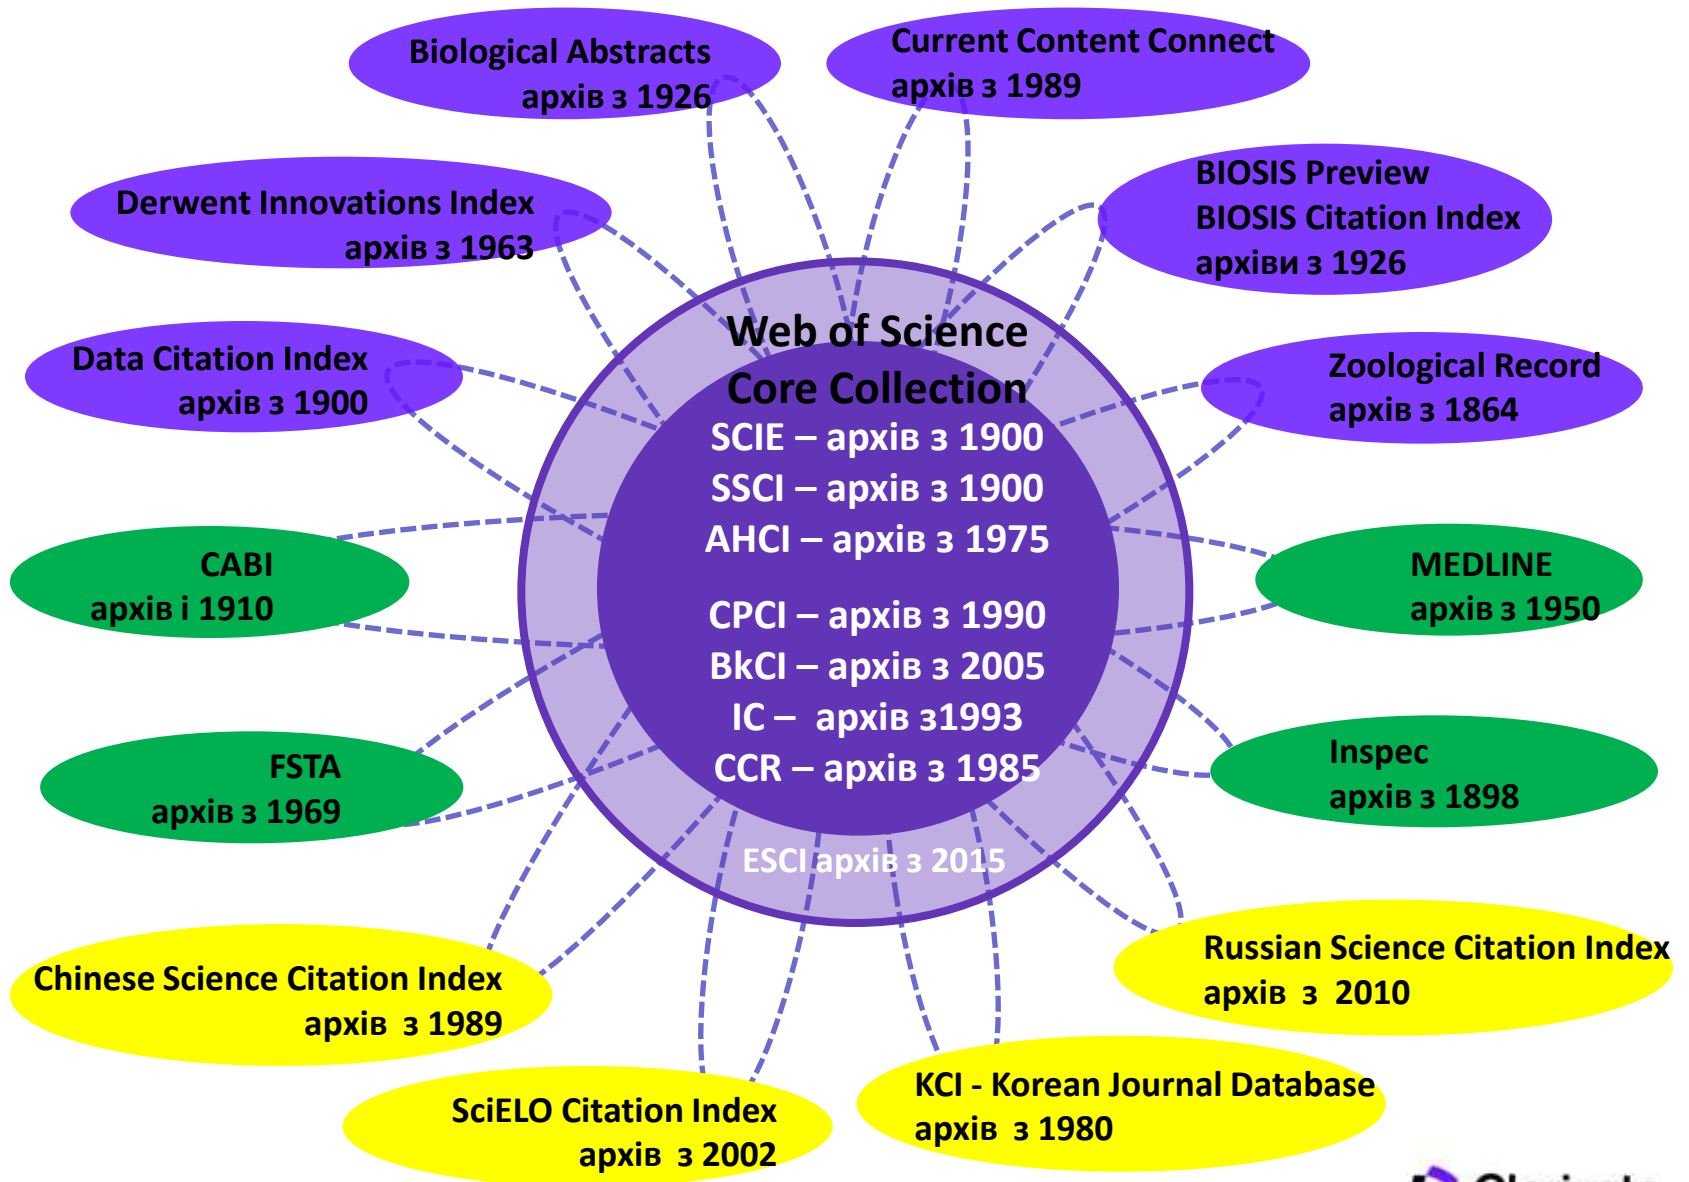 Biological Abstracts
архів з 1926
Current Content Connect
архів з 1989
Derwent Innovations Index
архів з 1963
BIOSIS Preview
BIOSIS Citation Index
архіви з 1926
Data Citation Index
архів з 1900
Zoological Record
архів з 1864
Web of Science
Core Collection
SCIE – архів з 1900
SSCI – архів з 1900
AHCI – архів з 1975
CPCI – архів з 1990
BkCI – архів з 2005
IC – архів з1993
CCR – архів з 1985
ESCI архів з 2015
CABI
архів і 1910
MEDLINE
архів з 1950
FSTA
архів з 1969
Inspec
архів з 1898
Chinese Science Citation Index
архів з 1989
Russian Science Citation Index
архів з 2010
SciELO Citation Index
архів з 2002
KCI - Korean Journal Database
архів з 1980